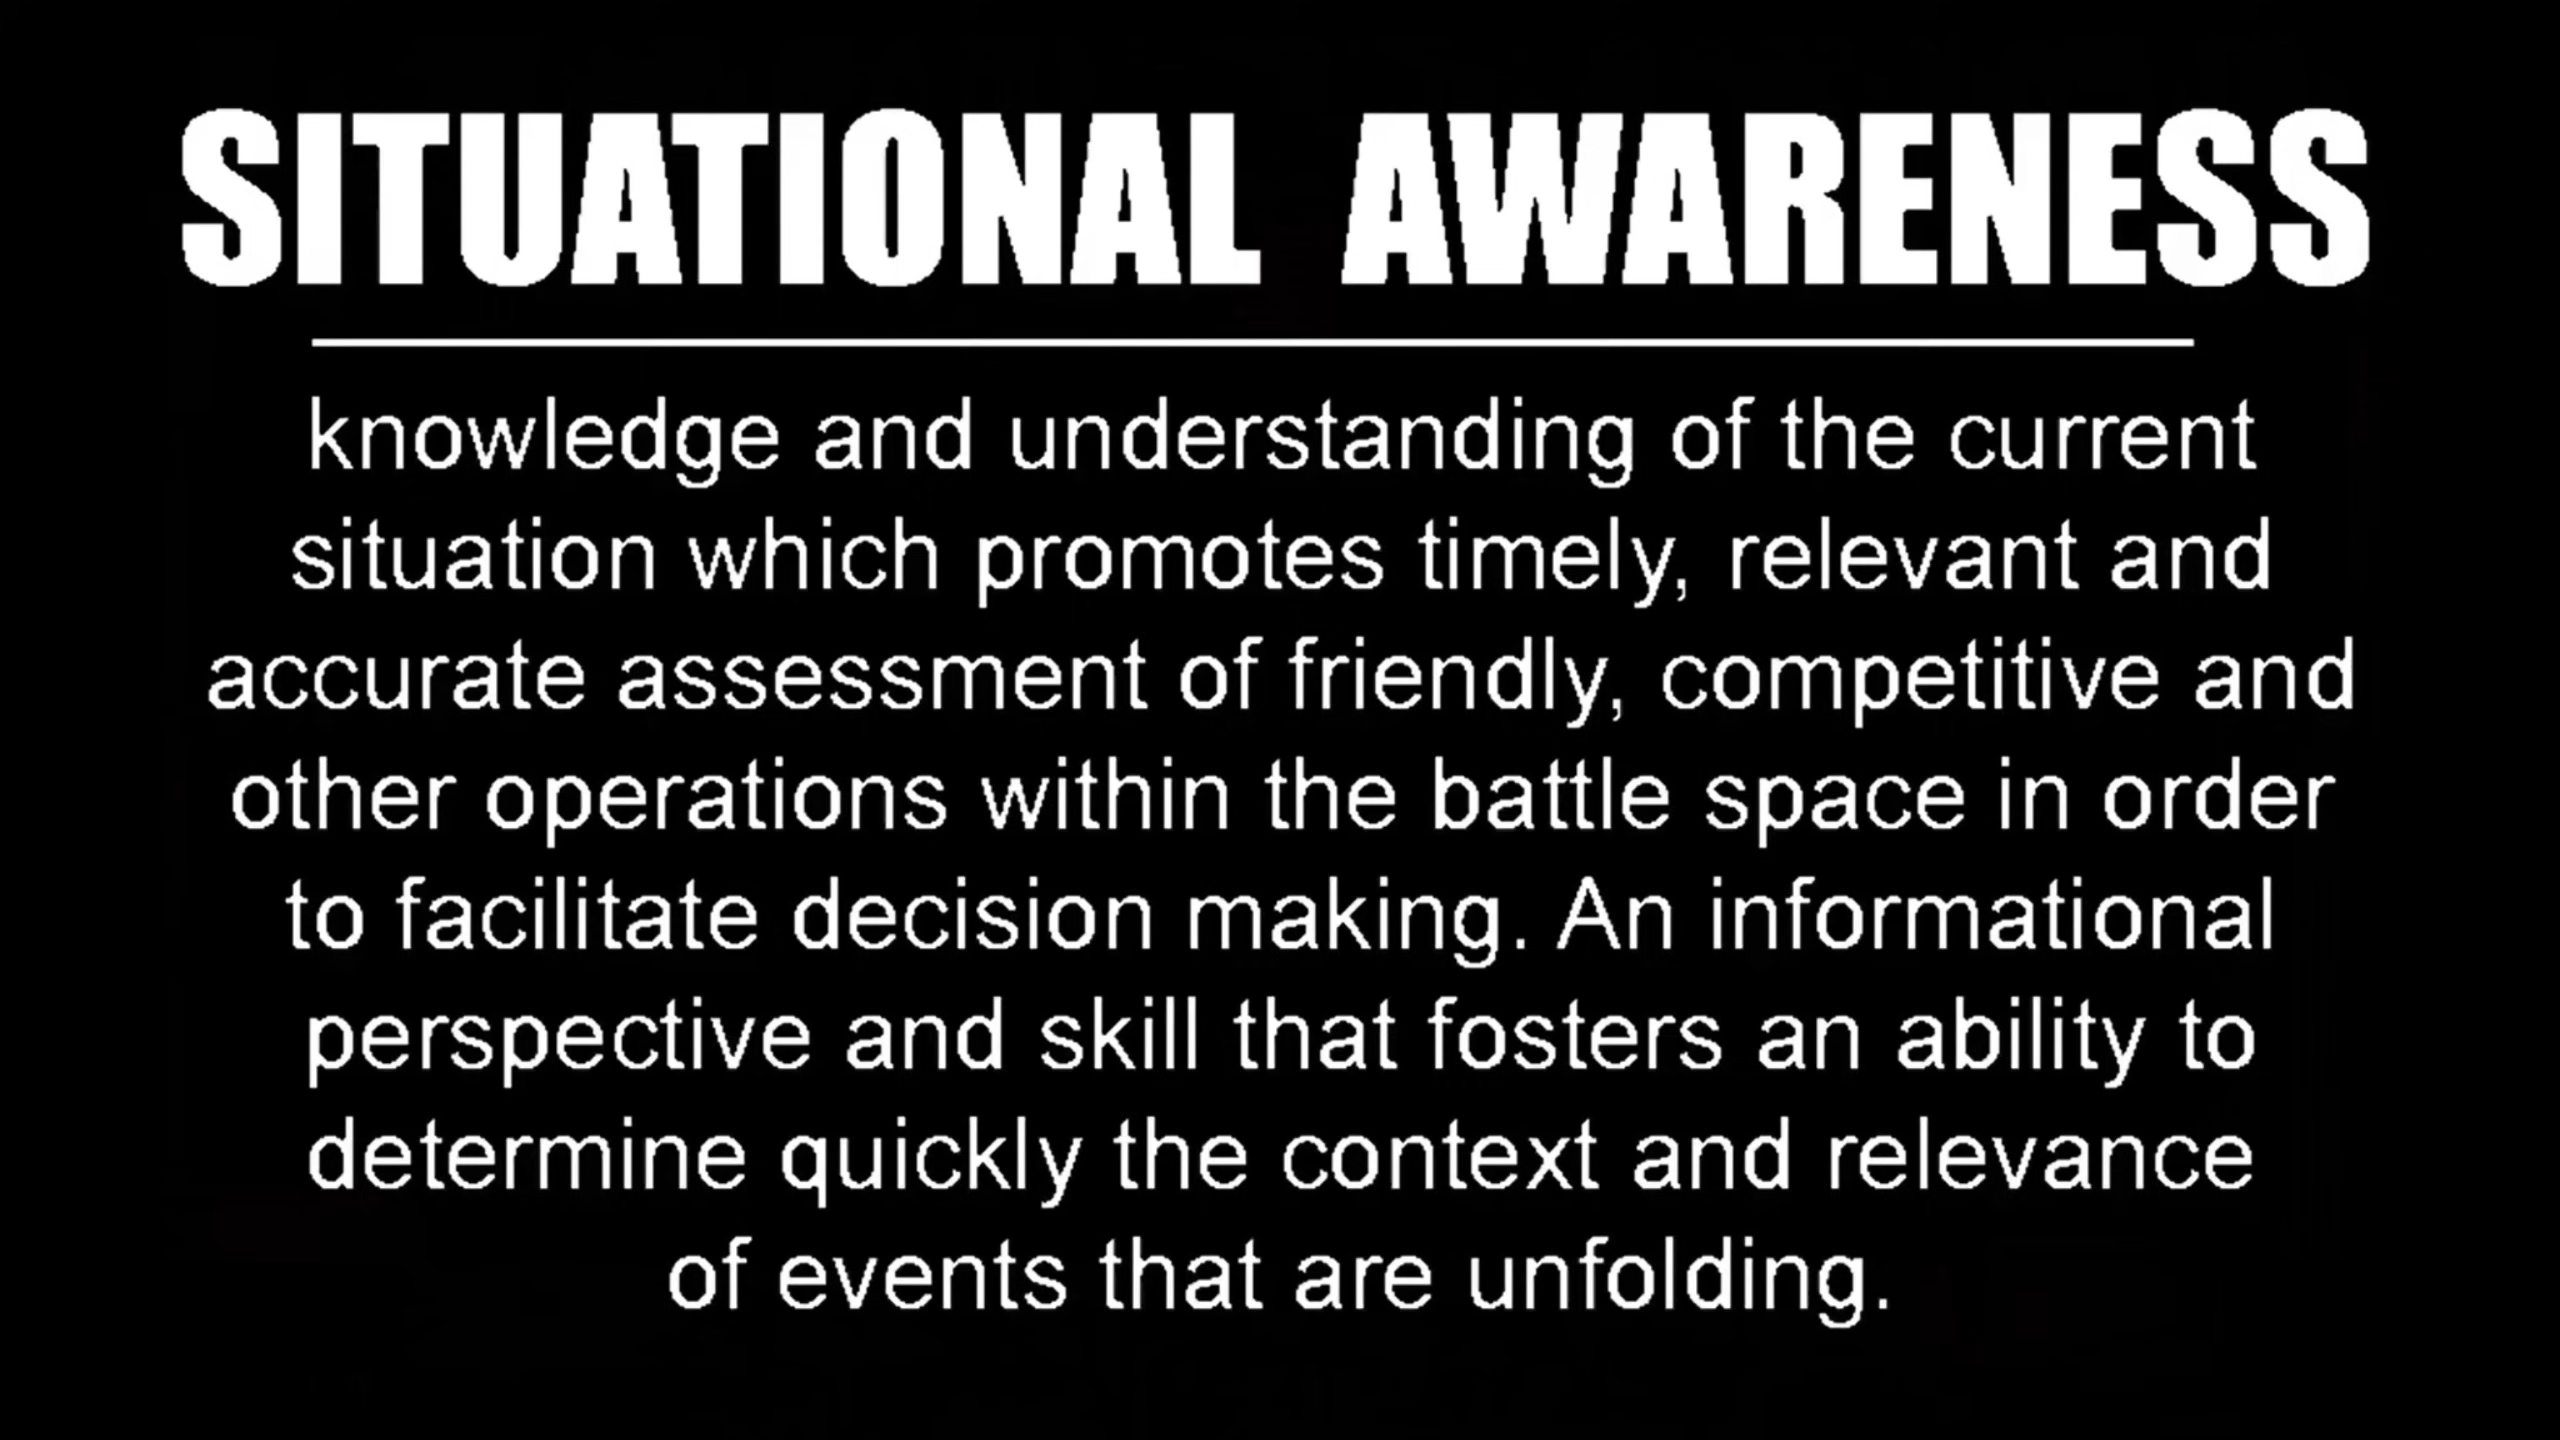 SITUATIONAL AWARENESS
knowledge and understanding of the current
situation which promotes timely, relevant and
accurate assessment of friendly, competitive and
other operations within the battle space in order
to facilitate decision making. An informational
perspective and skill that fosters an ability to
determine quickly the context and relevance
of events that are unfolding.